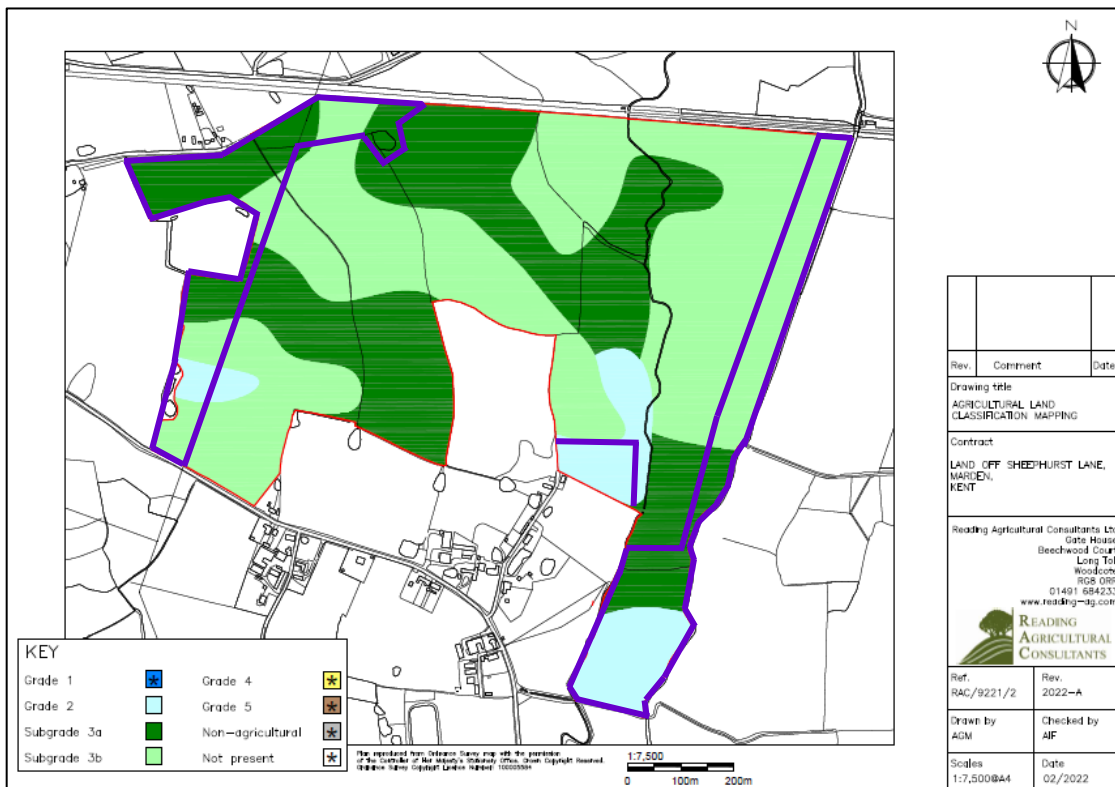 N
Rev. Comment Date
Drawing title
AGRICULTURAL LAND
CLASSIFICATION MAPPING
Contract
LAND OFF SHEEPHURST LANE,
MARDEN,
KENT
Reading Agricultural Consultants Ltd
Gate House
Beechwood Court
Long Tol
Woodcote
RG8 0RR
01491 684233
www.reading-ag.com
READING
AGRICULTURAL
CONSULTANTS
Ref. Rev.
RAC/9221/2 2022-A
Drawn by Checked by
AGM AIF
Scales Date
1:7,500@A4 02/2022
KEY
Grade 1 * Grade 4 *
Grade 2 Grade 5 *
Subgrade 3a Non-agricultural *
Subgrade 3b Not present *
Plan reproduced from Ordnance Survey map with the permission
of the Controller of Her Majesty's Stationery Office. Crown Copyright Reserved.
Ordnance Survey Copyright Licence Number:
1:7,500
0 100m 200m